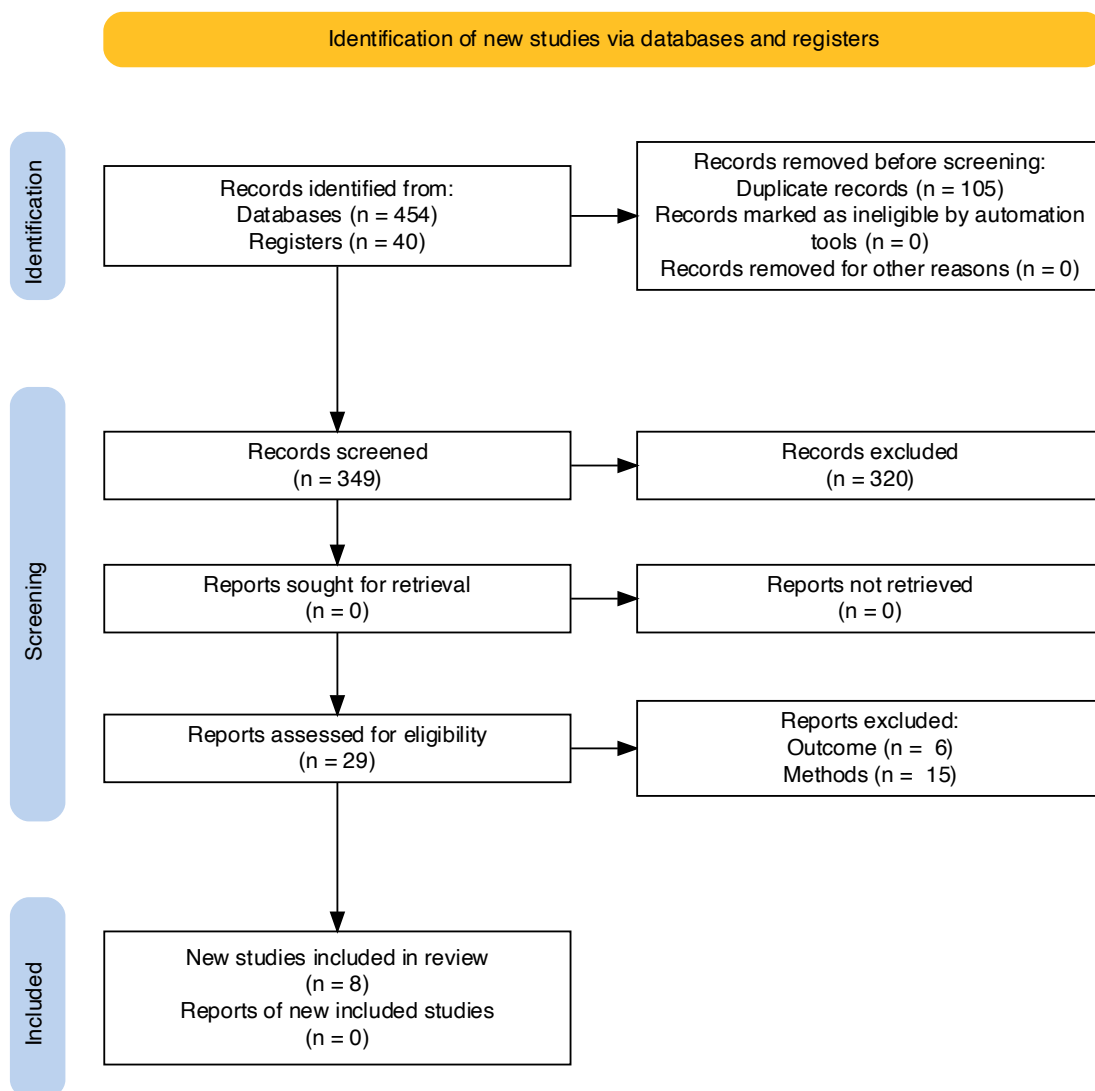 Identification of new studies via databases and registers
Identification
Records identified from:
Databases (n = 454)
Registers (n = 40)
Records removed before screening:
Duplicate records (n = 105)
Records marked as ineligible by automation
tools (n = 0)
Records removed for other reasons (n = 0)
Screening
Records screened
(n = 349)
Records excluded
(n = 320)
Reports sought for retrieval
(n = 0)
Reports not retrieved
(n = 0)
Reports assessed for eligibility
(n = 29)
Reports excluded:
Outcome (n =  6)
Methods (n =  15)
Included
New studies included in review
(n = 8)
Reports of new included studies
(n = 0)